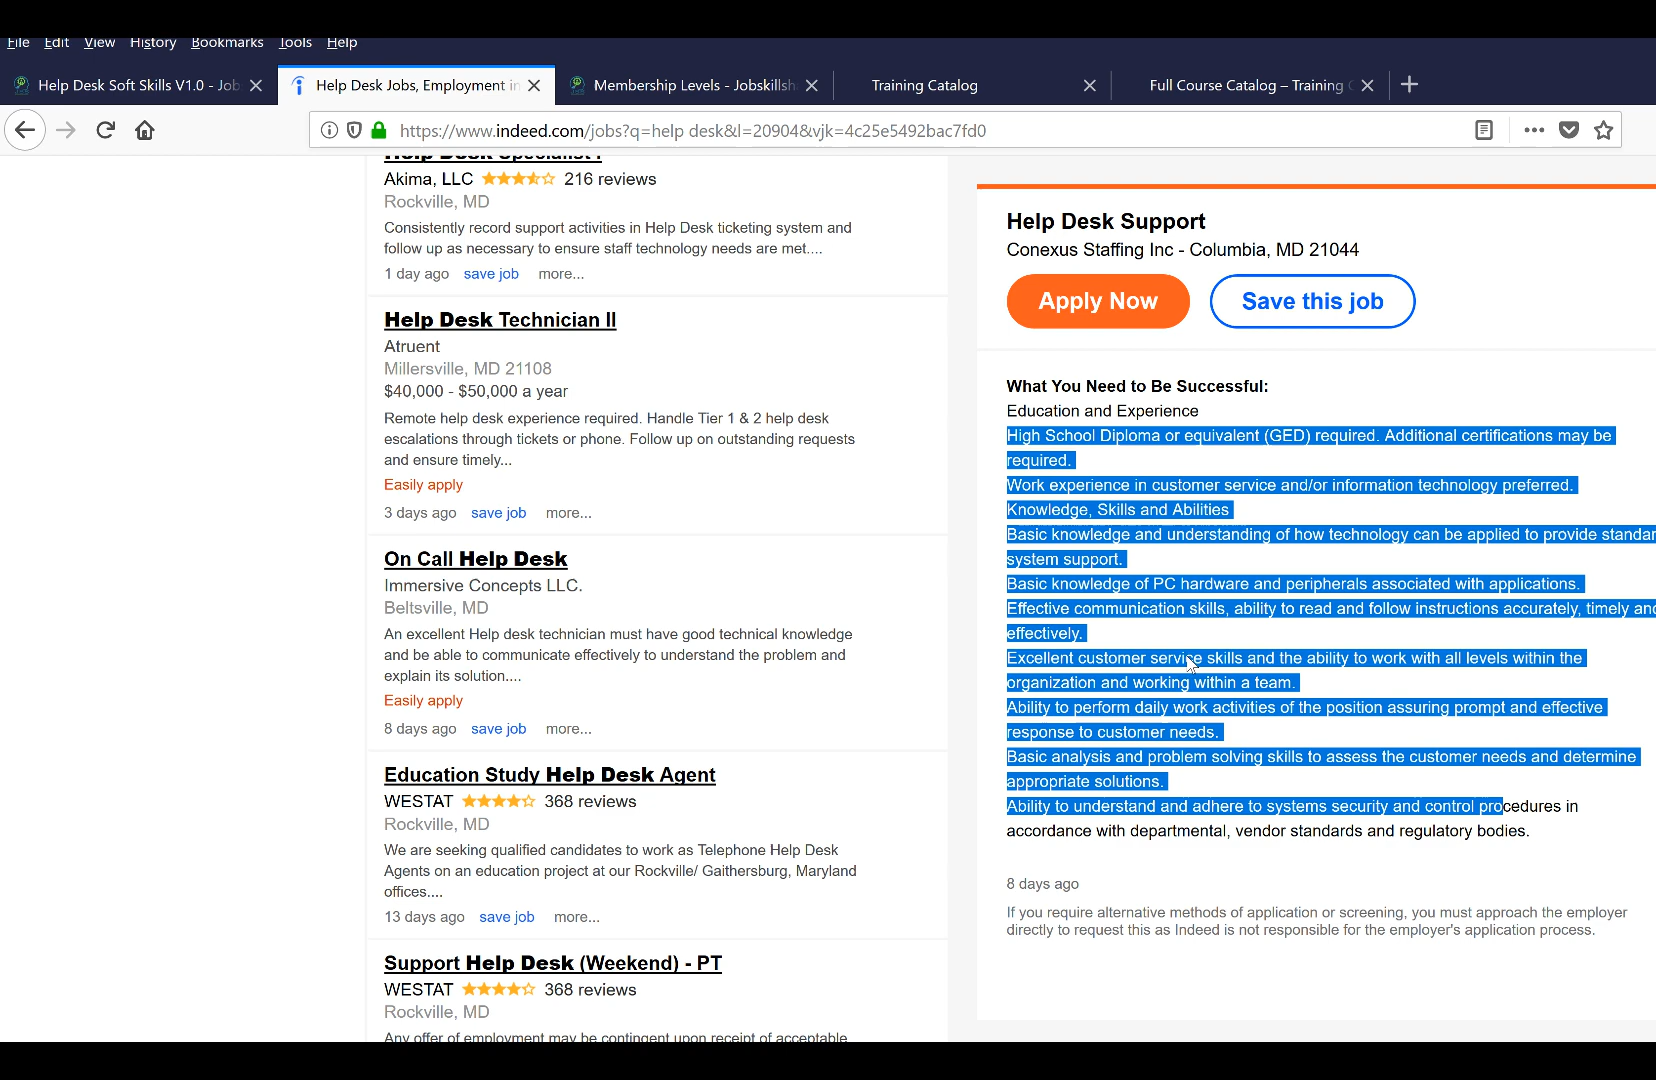 File Edit View History Bookmarks Tools Help
Help Desk Soft Skills V1.0 - Job
Help Desk Jobs, Employment in
Membership Levels - Jobskillsh
Training Catalog
Full Course Catalog – Training
https://www.indeed.com/jobs?q=help desk&l=20904&vjk=4c25e5492bac7fd0
Help Desk Specialist I
Akima, LLC 216 reviews
Rockville, MD
Consistently record support activities in Help Desk ticketing system and
follow up as necessary to ensure staff technology needs are met....
1 day ago save job more...
Help Desk Technician II
Atruent
Millersville, MD 21108
$40,000 - $50,000 a year
Remote help desk experience required. Handle Tier 1 & 2 help desk
escalations through tickets or phone. Follow up on outstanding requests
and ensure timely...
Easily apply
3 days ago save job more...
On Call Help Desk
Immersive Concepts LLC.
Beltsville, MD
An excellent Help desk technician must have good technical knowledge
and be able to communicate effectively to understand the problem and
explain its solution....
Easily apply
8 days ago save job more...
Education Study Help Desk Agent
WESTAT 368 reviews
Rockville, MD
We are seeking qualified candidates to work as Telephone Help Desk
Agents on an education project at our Rockville/ Gaithersburg, Maryland
offices....
13 days ago save job more...
Support Help Desk (Weekend) - PT
WESTAT 368 reviews
Rockville, MD
Any offer of employment may be contingent upon receipt of acceptable
Help Desk Support
Conexus Staffing Inc - Columbia, MD 21044
Apply Now
Save this job
What You Need to Be Successful:
Education and Experience
High School Diploma or equivalent (GED) required. Additional certifications may be
required.
Work experience in customer service and/or information technology preferred.
Knowledge, Skills and Abilities
Basic knowledge and understanding of how technology can be applied to provide standar
system support.
Basic knowledge of PC hardware and peripherals associated with applications.
Effective communication skills, ability to read and follow instructions accurately, timely and
effectively.
Excellent customer service skills and the ability to work with all levels within the
organization and working within a team.
Ability to perform daily work activities of the position assuring prompt and effective
response to customer needs.
Basic analysis and problem solving skills to assess the customer needs and determine
appropriate solutions.
Ability to understand and adhere to systems security and control procedures in
accordance with departmental, vendor standards and regulatory bodies.
8 days ago
If you require alternative methods of application or screening, you must approach the employer
directly to request this as Indeed is not responsible for the employer's application process.